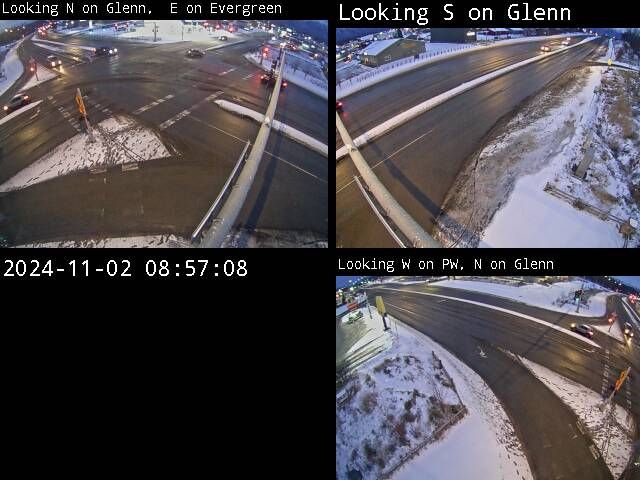 Looking N on Glenn,  E on Evergreen
Looking S on Glenn
2024-11-02 08:57:08
Looking W on PW, N on Glenn